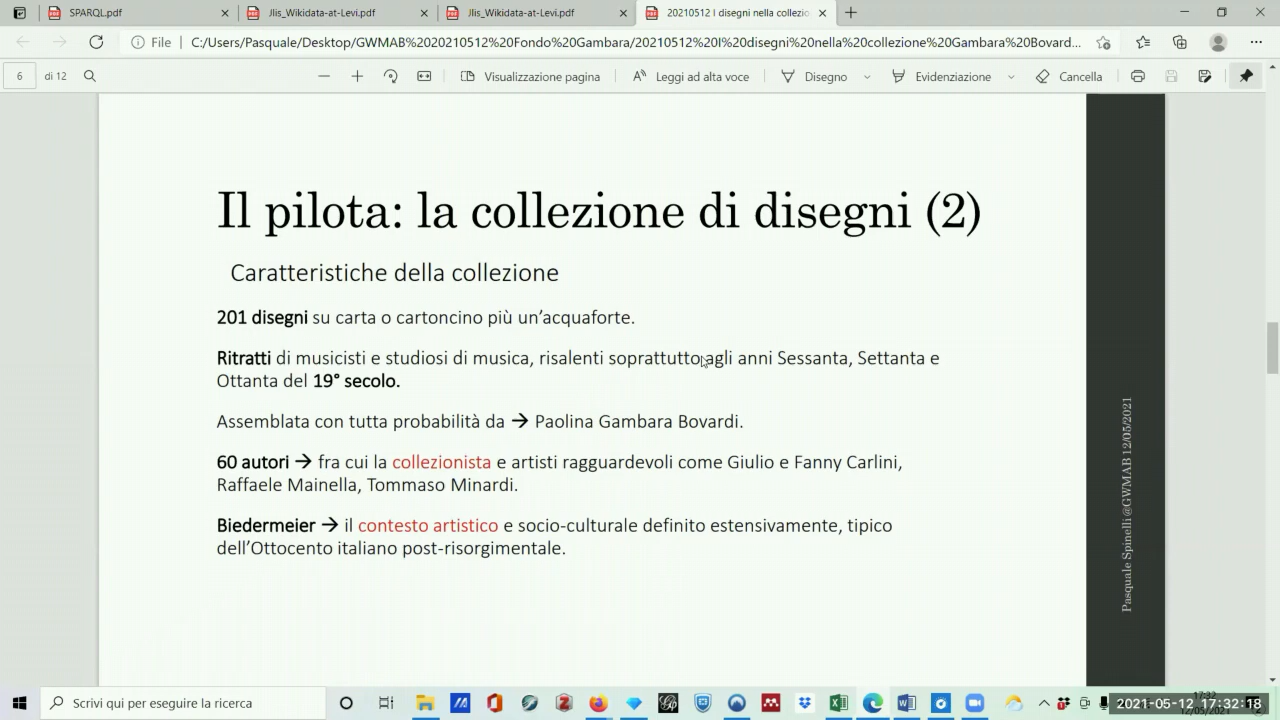 SPARQL.pdf
Jlis_Wikidata-at-Levi.pdf
Jlis_Wikidata-at-Levi.pdf
20210512 I disegni nella collezio
File
C:/Users/Pasquale/Desktop/GWMAB%2020210512%20Fondo%20Gambara/20210512%20I%20disegni%20nella%20collezione%20Gambara%20Bovard...
6 di 12
Visualizzazione pagina
Leggi ad alta voce
Disegno
Evidenziazione
Cancella
Il pilota: la collezione di disegni (2)
Caratteristiche della collezione
201 disegni su carta o cartoncino più un’acquaforte.
Ritratti di musicisti e studiosi di musica, risalenti soprattutto agli anni Sessanta, Settanta e
Ottanta del 19° secolo.
Assemblata con tutta probabilità da → Paolina Gambara Bovardi.
60 autori → fra cui la collezionista e artisti ragguardevoli come Giulio e Fanny Carlini,
Raffaele Mainella, Tommaso Minardi.
Biedermeier → il contesto artistico e socio-culturale definito estensivamente, tipico
dell’Ottocento italiano post-risorgimentale.
Pasquale Spinelli@GWMAB 12/05/2021
Scrivi qui per eseguire la ricerca
17:32
2021-05-12 17:32:18
12/05/2021